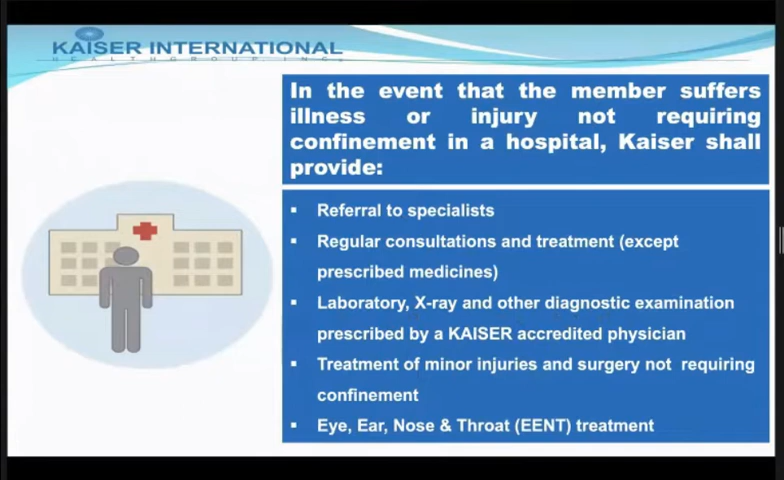 KAISER INTERNATIONAL
HEALTHGROUP INC.
In the event that the member suffers
illness or injury not requiring
confinement in a hospital, Kaiser shall
provide:
▪ Referral to specialists
▪ Regular consultations and treatment (except
prescribed medicines)
▪ Laboratory, X-ray and other diagnostic examination
prescribed by a KAISER accredited physician
▪ Treatment of minor injuries and surgery not requiring
confinement
▪ Eye, Ear, Nose & Throat (EENT) treatment